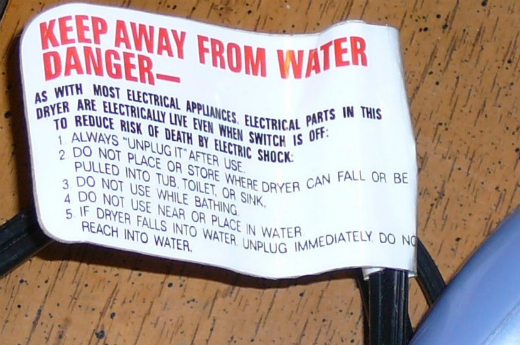 KEEP AWAY FROM WATER
DANGER—
AS WITH MOST ELECTRICAL APPLIANCES, ELECTRICAL PARTS IN THIS
DRYER ARE ELECTRICALLY LIVE EVEN WHEN SWITCH IS OFF:
TO REDUCE RISK OF DEATH BY ELECTRIC SHOCK:
1. ALWAYS "UNPLUG IT" AFTER USE.
2. DO NOT PLACE OR STORE WHERE DRYER CAN FALL OR BE
PULLED INTO TUB, TOILET, OR SINK.
3. DO NOT USE WHILE BATHING.
4. DO NOT USE NEAR OR PLACE IN WATER
5. IF DRYER FALLS INTO WATER, UNPLUG IMMEDIATELY. DO NO
REACH INTO WATER.